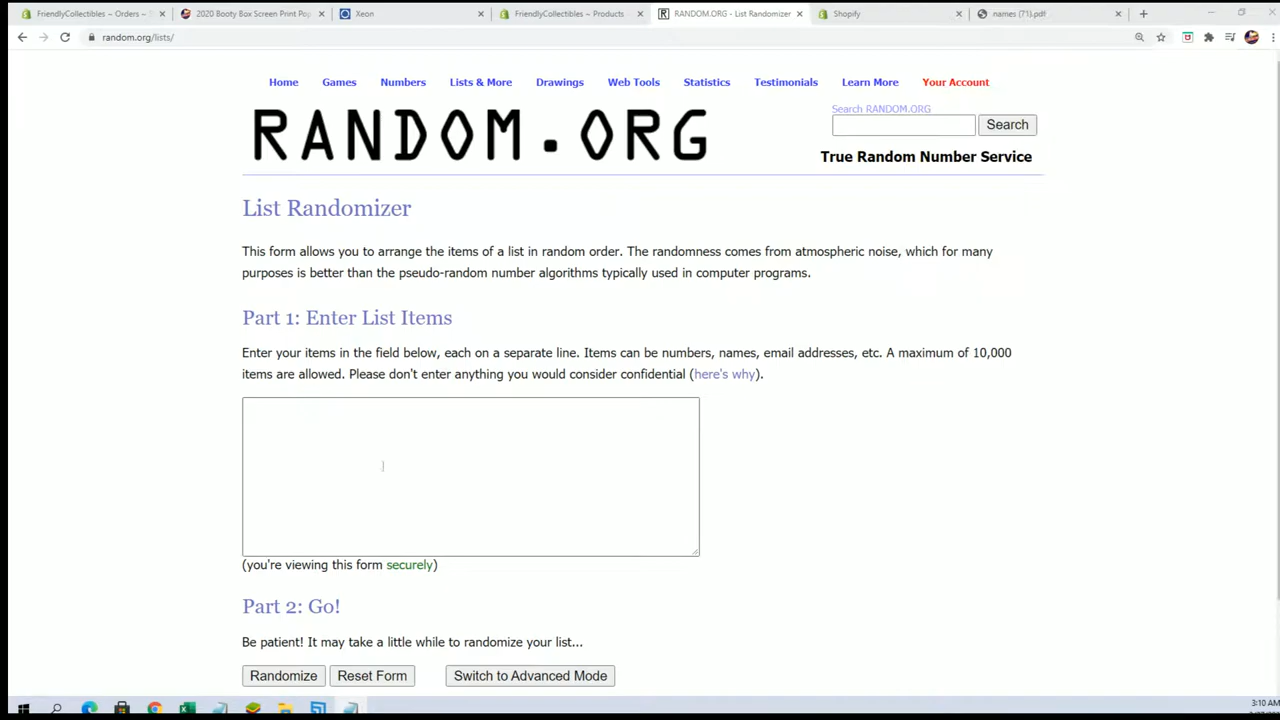 FriendlyCollectibles ~ Orders ~
2020 Booty Box Screen Print Pop
Xeon
FriendlyCollectibles ~ Products
RANDOM.ORG - List Randomizer
Shopify
names (71).pdf
random.org/lists/
Home Games Numbers Lists & More Drawings Web Tools Statistics Testimonials Learn More Your Account
Search RANDOM.ORG
RANDOM.ORG
Search
True Random Number Service
List Randomizer
This form allows you to arrange the items of a list in random order. The randomness comes from atmospheric noise, which for many
purposes is better than the pseudo-random number algorithms typically used in computer programs.
Part 1: Enter List Items
Enter your items in the field below, each on a separate line. Items can be numbers, names, email addresses, etc. A maximum of 10,000
items are allowed. Please don't enter anything you would consider confidential (here's why).
(you're viewing this form securely)
Part 2: Go!
Be patient! It may take a little while to randomize your list...
Randomize Reset Form Switch to Advanced Mode
3:10 AM